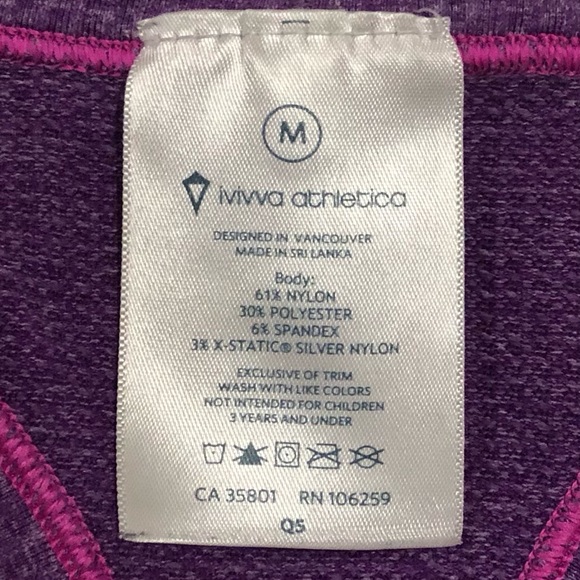 M
ivivva athletica
DESIGNED IN VANCOUVER
MADE IN SRI LANKA
Body:
61% NYLON
30% POLYESTER
6% SPANDEX
3% X-STATIC® SILVER NYLON
EXCLUSIVE OF TRIM
WASH WITH LIKE COLORS
NOT INTENDED FOR CHILDREN
3 YEARS AND UNDER
CA 35801 RN 106259
Q5